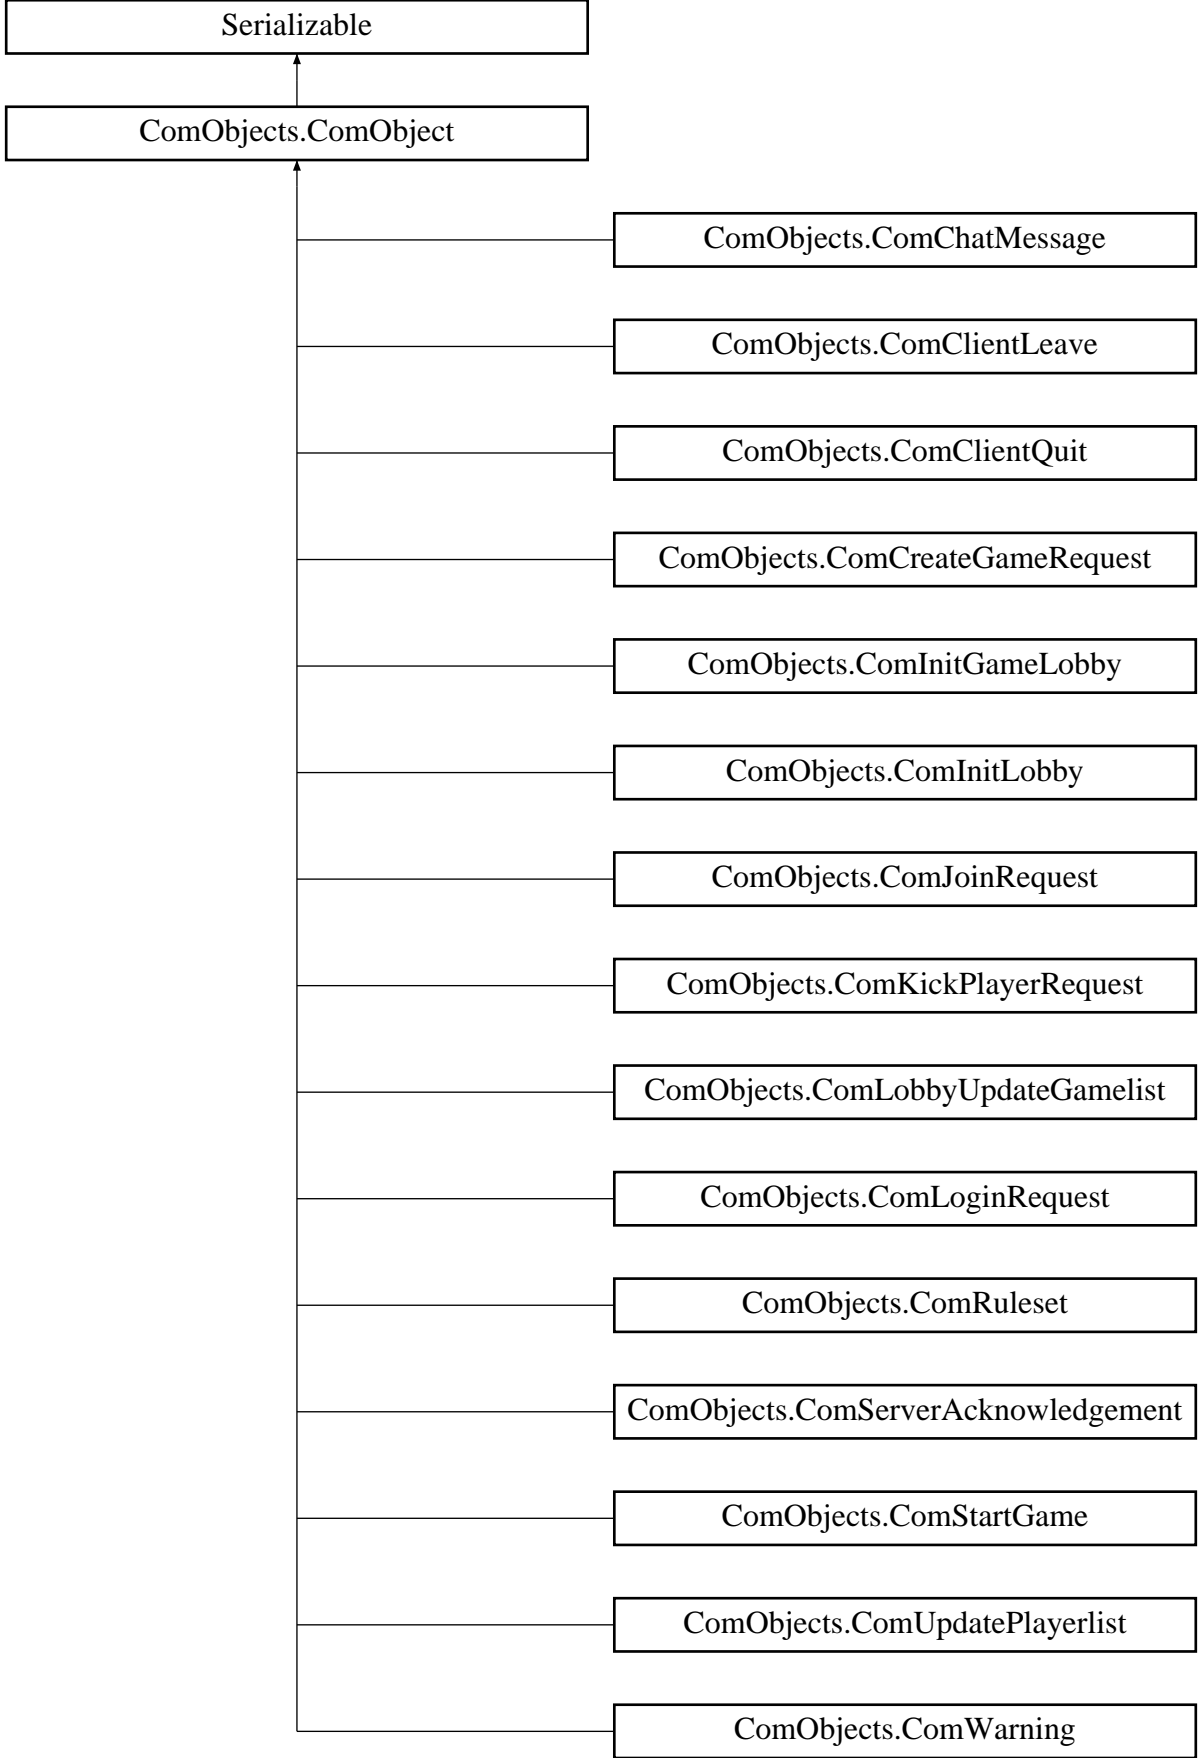 Serializable
ComObjects.ComObject
ComObjects.ComChatMessage
ComObjects.ComClientLeave
ComObjects.ComClientQuit
ComObjects.ComCreateGameRequest
ComObjects.ComInitGameLobby
ComObjects.ComInitLobby
ComObjects.ComJoinRequest
ComObjects.ComKickPlayerRequest
ComObjects.ComLobbyUpdateGamelist
ComObjects.ComLoginRequest
ComObjects.ComRuleset
ComObjects.ComServerAcknowledgement
ComObjects.ComStartGame
ComObjects.ComUpdatePlayerlist
ComObjects.ComWarning